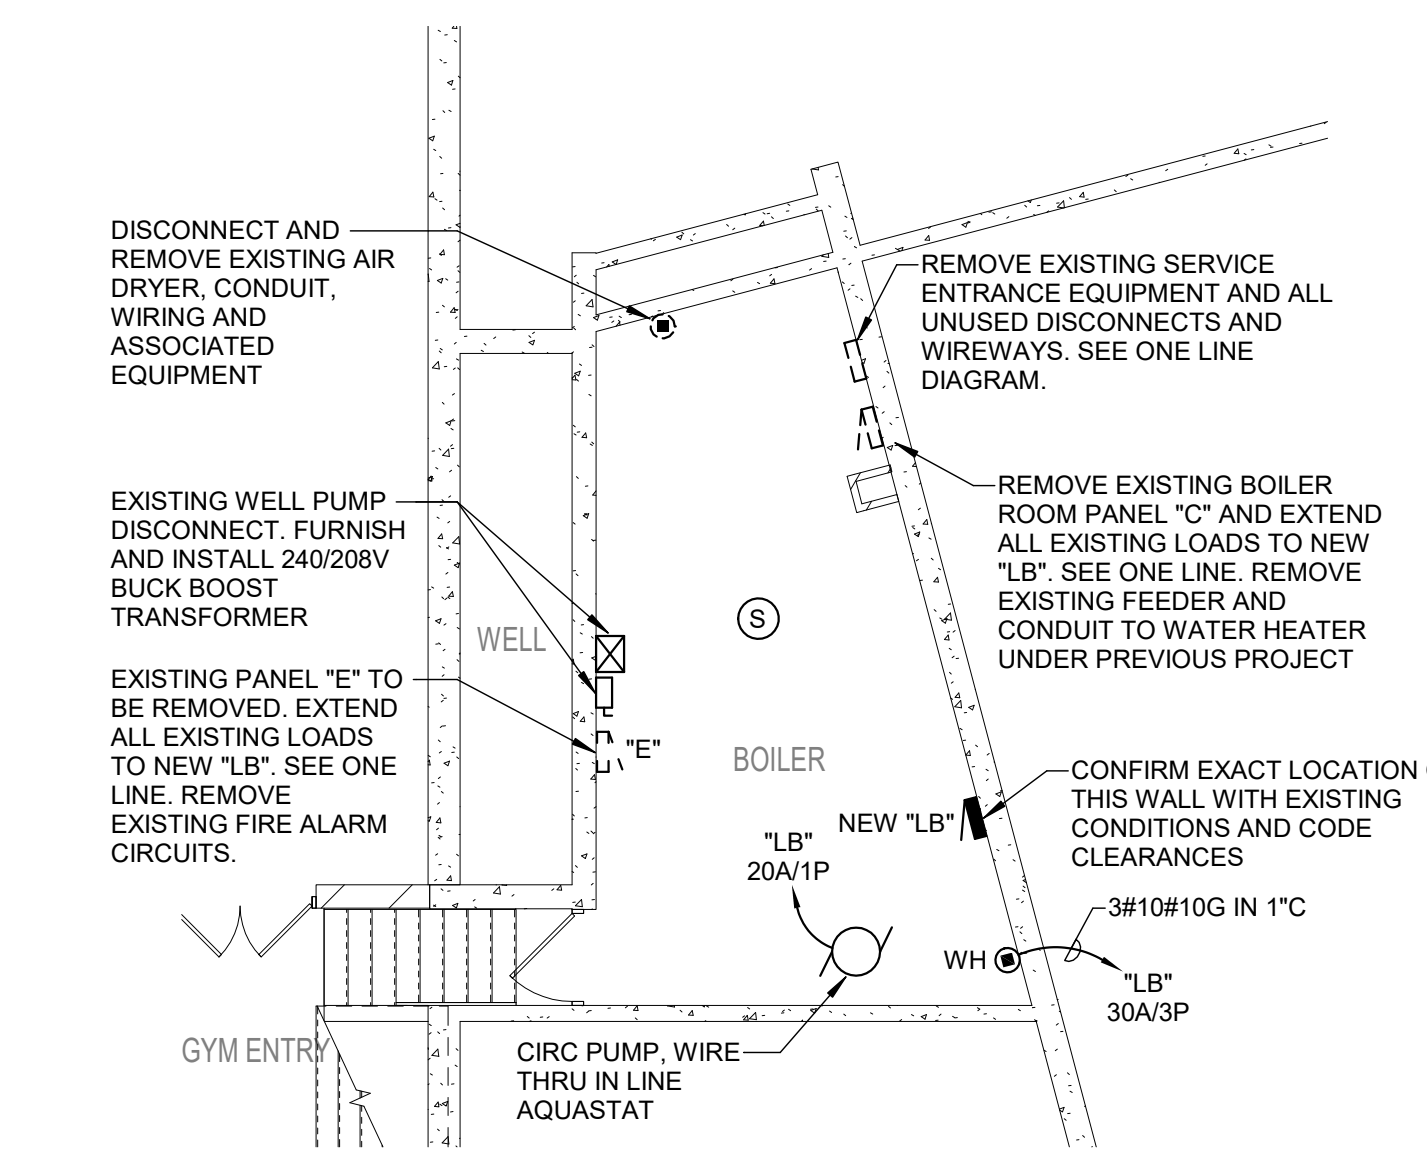 DISCONNECT AND
REMOVE EXISTING AIR
DRYER, CONDUIT,
WIRING AND
ASSOCIATED
EQUIPMENT
REMOVE EXISTING SERVICE
ENTRANCE EQUIPMENT AND ALL
UNUSED DISCONNECTS AND
WIREWAYS. SEE ONE LINE
DIAGRAM.
EXISTING WELL PUMP
DISCONNECT. FURNISH
AND INSTALL 240/208V
BUCK BOOST
TRANSFORMER
REMOVE EXISTING BOILER
ROOM PANEL "C" AND EXTEND
ALL EXISTING LOADS TO NEW
"LB". SEE ONE LINE. REMOVE
EXISTING FEEDER AND
CONDUIT TO WATER HEATER
UNDER PREVIOUS PROJECT
S
WELL
EXISTING PANEL "E" TO
BE REMOVED. EXTEND
ALL EXISTING LOADS
TO NEW "LB". SEE ONE
LINE. REMOVE
EXISTING FIRE ALARM
CIRCUITS.
"E"
BOILER
CONFIRM EXACT LOCATION
THIS WALL WITH EXISTING
CONDITIONS AND CODE
CLEARANCES
NEW "LB"
"LB"
20A/1P
3#10#10G IN 1"C
WH
"LB"
30A/3P
GYM ENTRY
CIRC PUMP, WIRE
THRU IN LINE
AQUASTAT